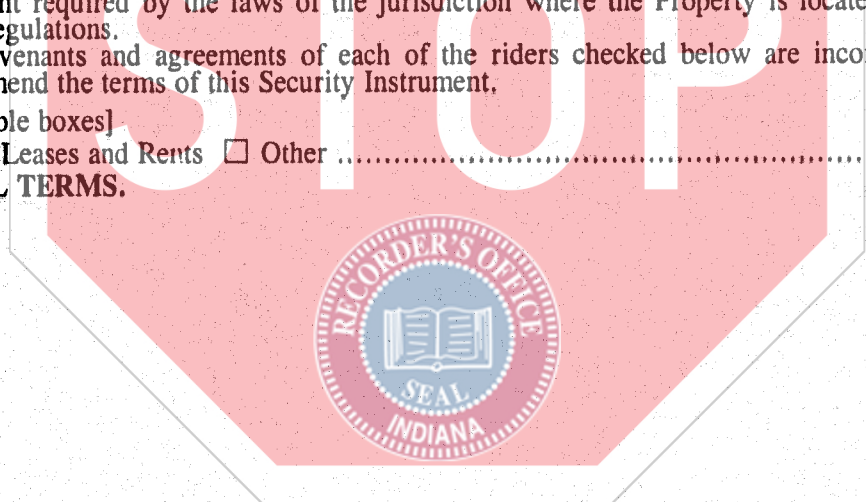 nt required by the laws of the jurisdiction where the Property is locate
egulations.
venants and agreements of each of the riders checked below are inco
end the terms of this Security Instrument.
ble boxes]
Leases and Rents ☐ Other ................................................................
TERMS.
STOP
RECORDER'S OFFICE
SEAL
INDIANA